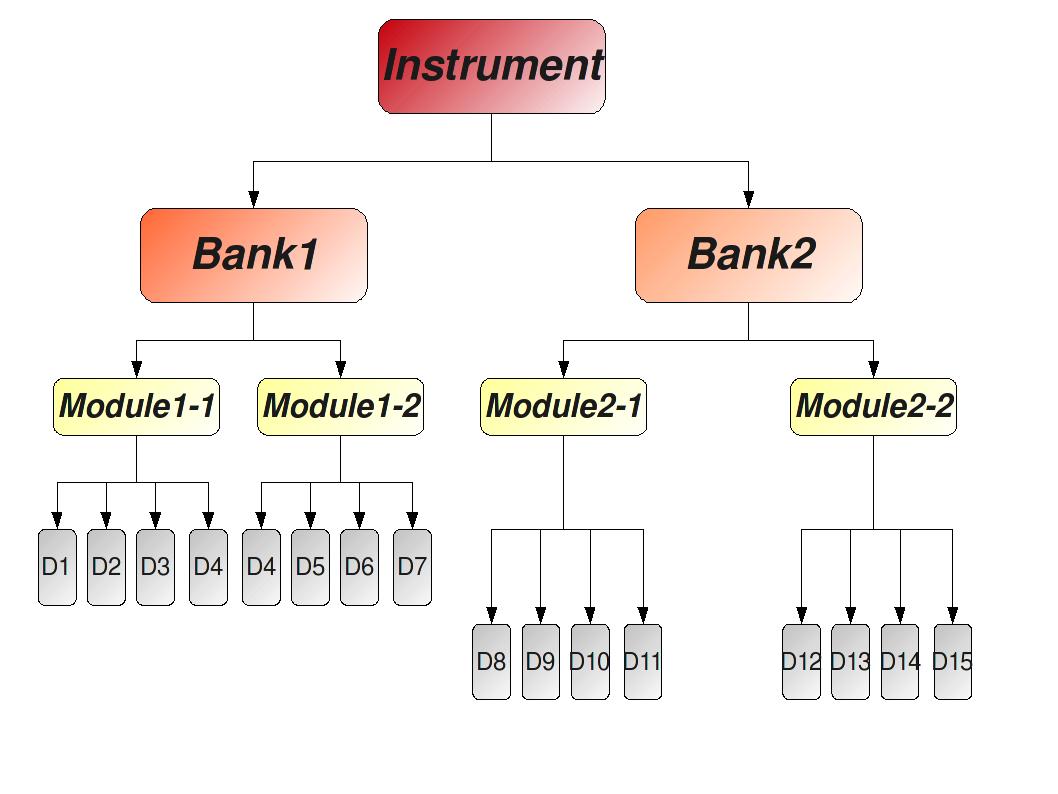 Instrument
Bank1 Bank2
Module1-1 Module1-2 Module2-1 Module2-2
D1 D2 D3 D4 D4 D5 D6 D7
D8 D9 D10 D11 D12 D13 D14 D15